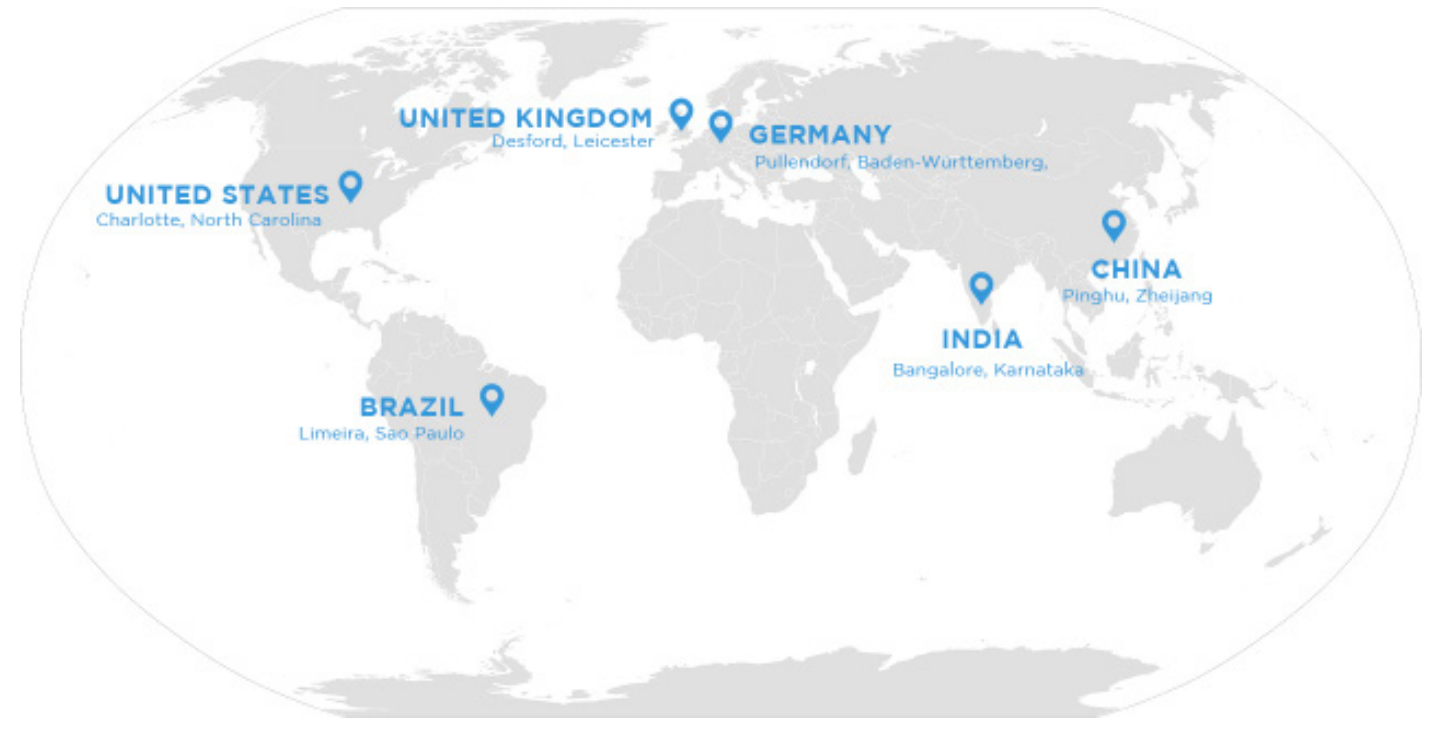 UNITED KINGDOM
Desford, Leicester
GERMANY
Pullendorf, Baden-Württemberg,
UNITED STATES
Charlotte, North Carolina
CHINA
Pinghu, Zheijang
INDIA
Bangalore, Karnataka
BRAZIL
Limeira, Sao Paulo